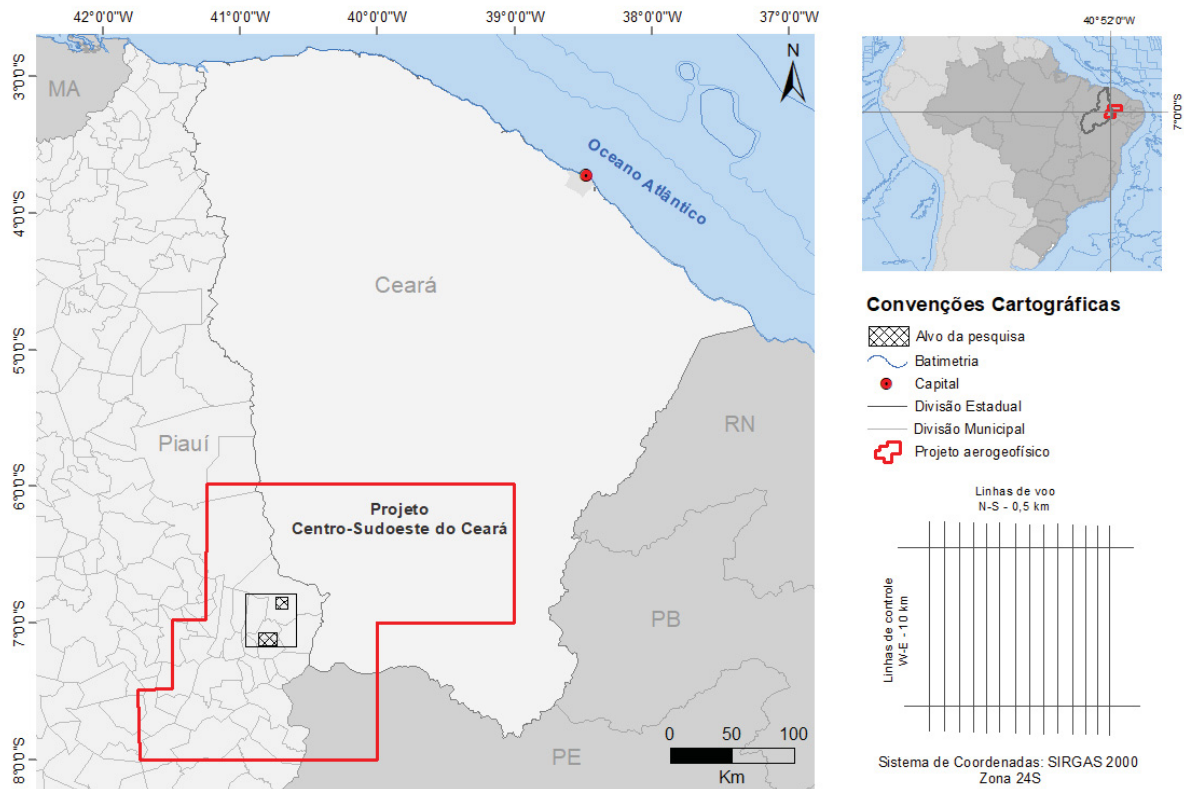 42°0'0"W 41°0'0"W 40°0'0"W 39°0'0"W 38°0'0"W 37°0'0"W
3°0'0"S
4°0'0"S
5°0'0"S
6°0'0"S
7°0'0"S
8°0'0"S
MA
N
Oceano Atlântico
Ceará
Piauí
RN
Projeto
Centro-Sudoeste do Ceará
PB
PE
0 50 100
Km
40°52'0"W
7°0'0"S
Convenções Cartográficas
Alvo da pesquisa
Batimetria
Capital
Divisão Estadual
Divisão Municipal
Projeto aerogeofísico
Linhas de voo
N-S - 0,5 km
Linhas de controle
W-E - 10 km
Sistema de Coordenadas: SIRGAS 2000
Zona 24S